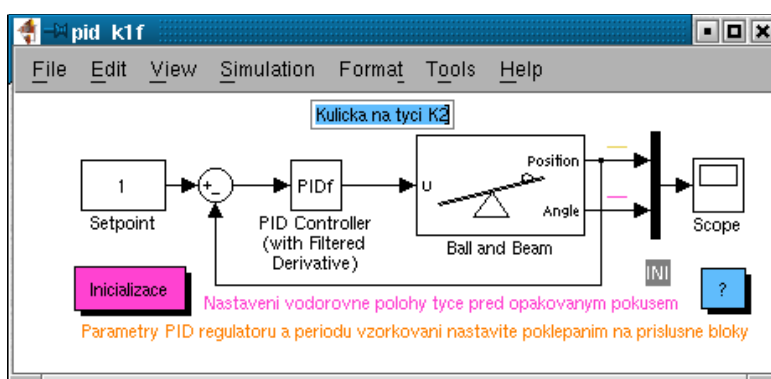 pid k1f
File Edit View Simulation Format Tools Help
Kulicka na tyci K2
1
Setpoint
+
-
PIDf
PID Controller
(with Filtered
Derivative)
U
Position
Angle
Ball and Beam
Scope
Inicializace
INI
?
Nastaveni vodorovne polohy tyce pred opakovanym pokusem
Parametry PID regulatoru a periodu vzorkovani nastavite poklepanim na prislusne bloky